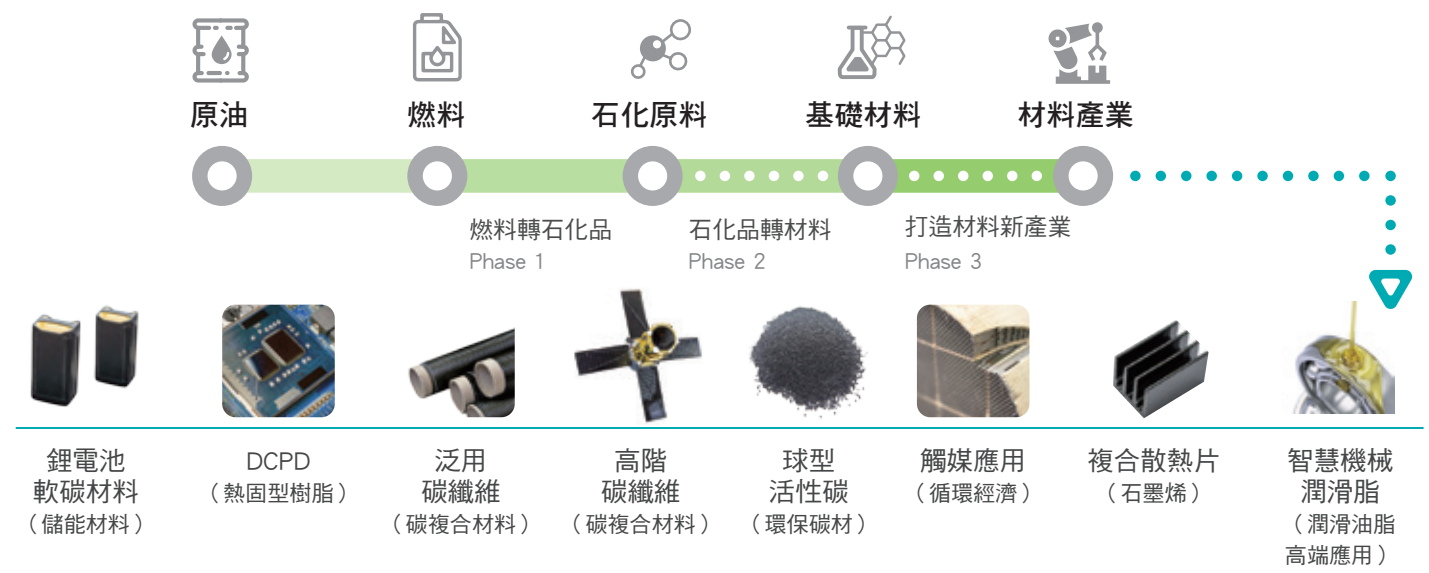 原油
燃料
石化原料
基礎材料
材料產業
燃料轉石化品
Phase 1
石化品轉材料
Phase 2
打造材料新產業
Phase 3
鋰電池
軟碳材料
（儲能材料）
DCPD
（熱固型樹脂）
泛用
碳纖維
（碳複合材料）
高階
碳纖維
（碳複合材料）
球型
活性碳
（環保碳材）
觸媒應用
（循環經濟）
複合散熱片
（石墨烯）
智慧機械
潤滑脂
（潤滑油脂
高端應用）